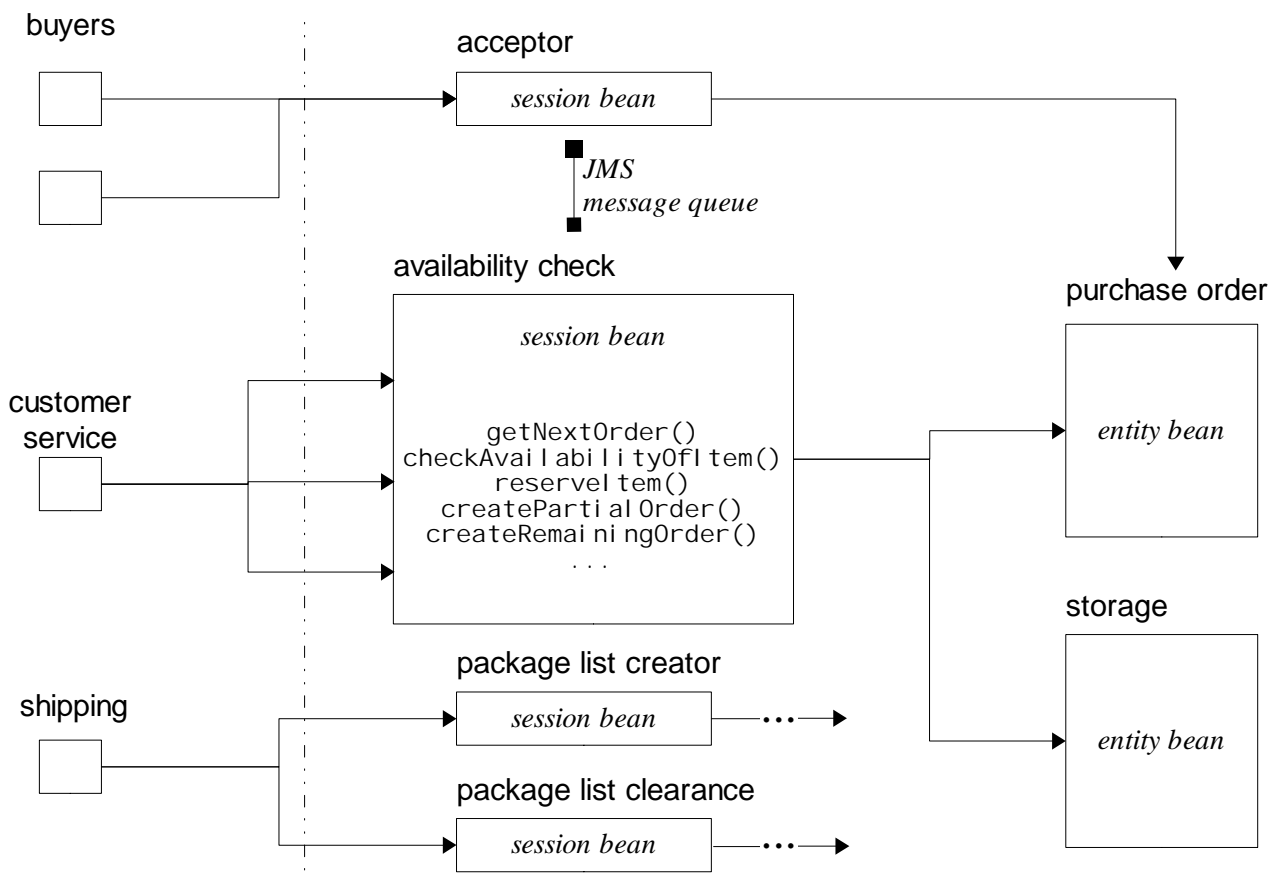 buyers
acceptor
session bean
JMS
message queue
availability check
session bean
getNextOrder()
checkAvailabilityOfItem()
reserveItem()
createPartialOrder()
createRemainingOrder()
...
purchase order
entity bean
customer
service
storage
entity bean
shipping
package list creator
session bean
...
package list clearance
session bean
...